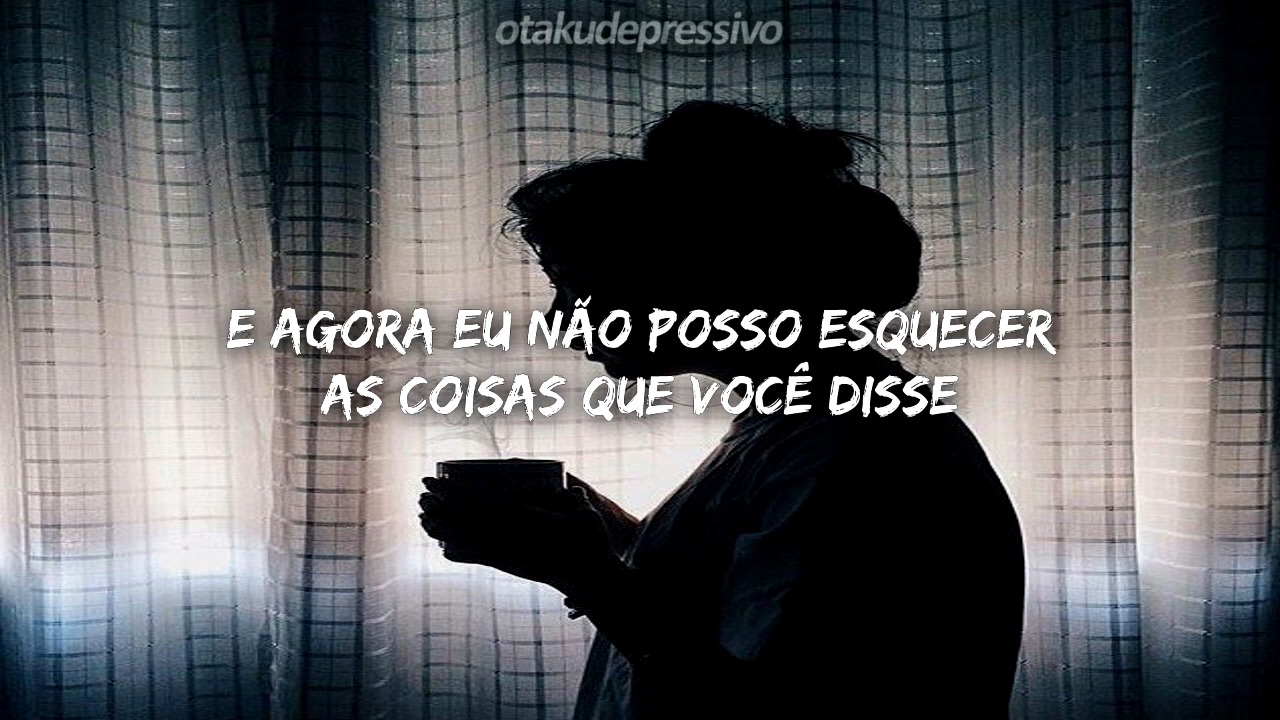 otakudepressivo
E AGORA EU NÃO POSSO ESQUECER
AS COISAS QUE VOCÊ DISSE